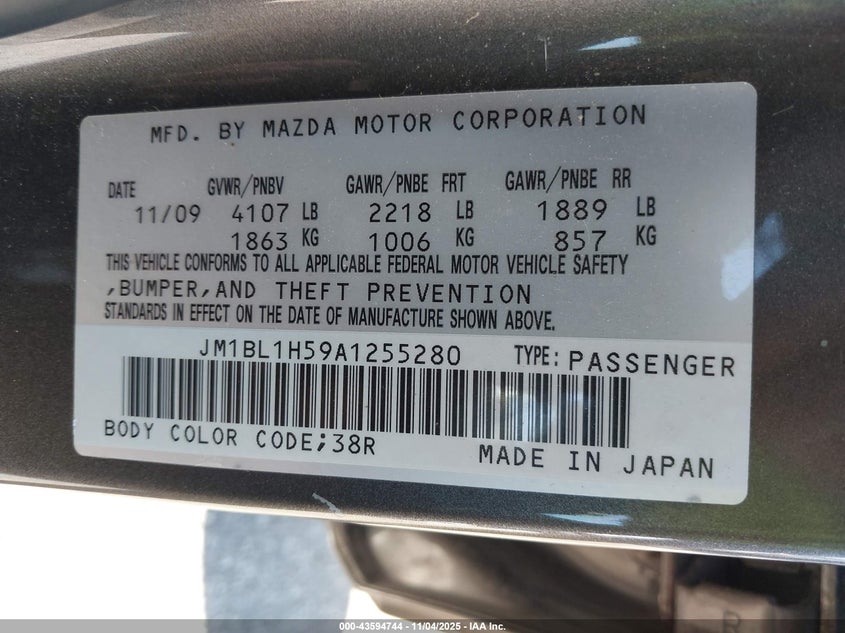 MFD. BY MAZDA MOTOR CORPORATION
DATE GVWR/PNBV GAWR/PNBE FRT GAWR/PNBE RR
11/09 4107 LB 2218 LB 1889 LB
1863 KG 1006 KG 857 KG
THIS VEHICLE CONFORMS TO ALL APPLICABLE FEDERAL MOTOR VEHICLE SAFETY
,BUMPER,AND THEFT PREVENTION
STANDARDS IN EFFECT ON THE DATE OF MANUFACTURE SHOWN ABOVE.
JM1BL1H59A1255280 TYPE: PASSENGER
BODY COLOR CODE;38R
MADE IN JAPAN
000-43594744 - 11/04/2025 - IAA Inc.